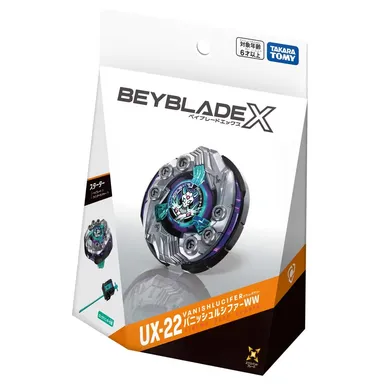 対象年齢
6才以上
TAKARA
TOMY
BEYBLADE X
ベイブレードエックス
スターター
UX-22
VANISHLUCIFER
バニッシュルシファーWW